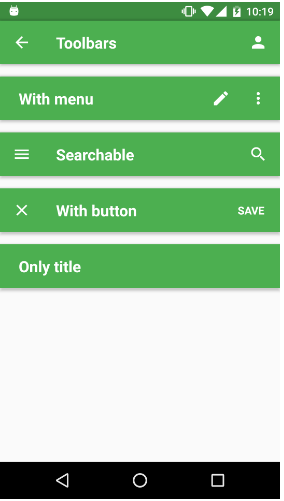 10:19
Toolbars
With menu
Searchable
With button
SAVE
Only title